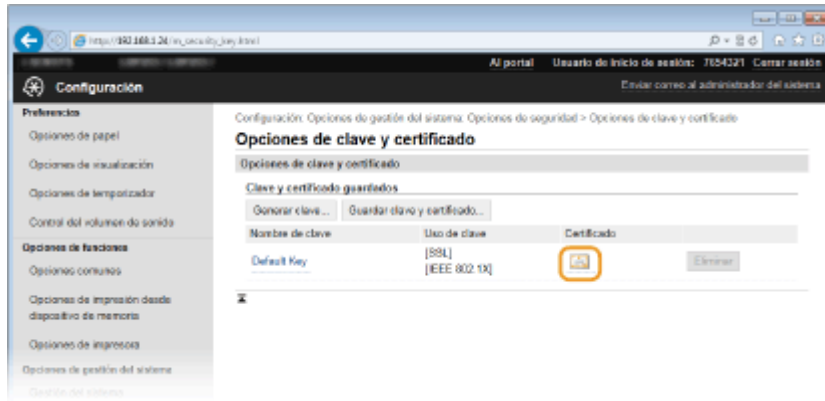 http://192.168.1.24/m_security_key.html
Al portal Usuario de inicio de sesión: 7654321 Cerrar sesión
Configuración Enviar correo al administrador del sistema
Preferencias
Opciones de papel
Opciones de visualización
Opciones de temporizador
Control del volumen de sonido
Opciones de funciones
Opciones comunes
Opciones de impresión desde
dispositivo de memoria
Opciones de impresora
Opciones de gestión del sistema
Gestión del sistema
Configuración: Opciones de gestión del sistema: Opciones de seguridad > Opciones de clave y certificado
Opciones de clave y certificado
Opciones de clave y certificado
Clave y certificado guardados
Generar clave... Guardar clave y certificado...
Nombre de clave Uso de clave Certificado
Default Key [SSL] Eliminar
[IEEE 802.1X]